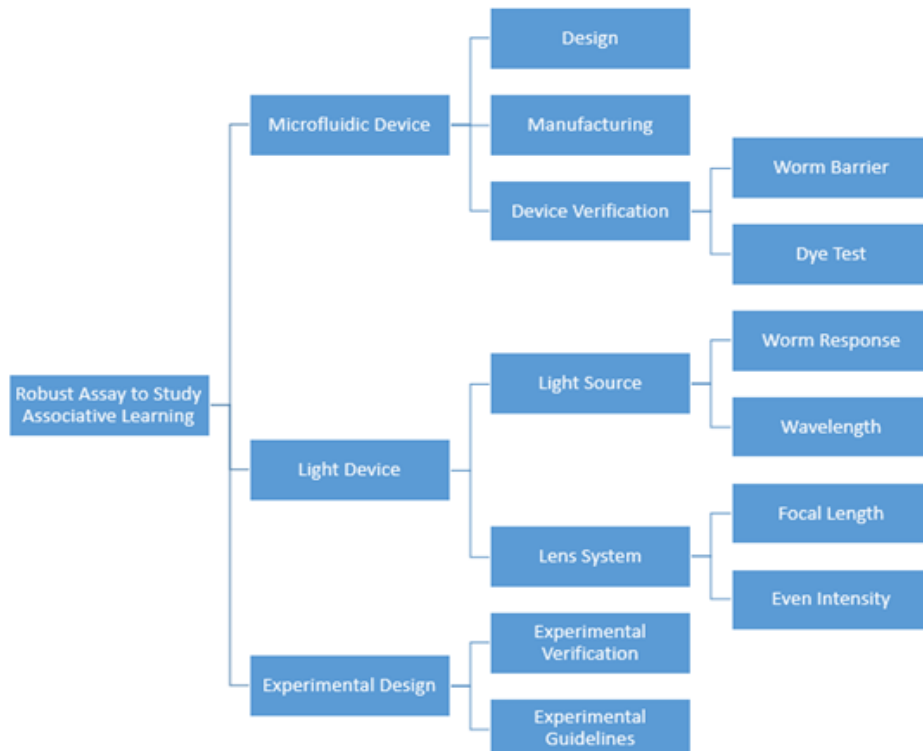 Design
Microfluidic Device
Manufacturing
Device Verification
Worm Barrier
Dye Test
Robust Assay to Study
Associative Learning
Light Device
Light Source
Worm Response
Wavelength
Lens System
Focal Length
Even Intensity
Experimental Design
Experimental
Verification
Experimental
Guidelines